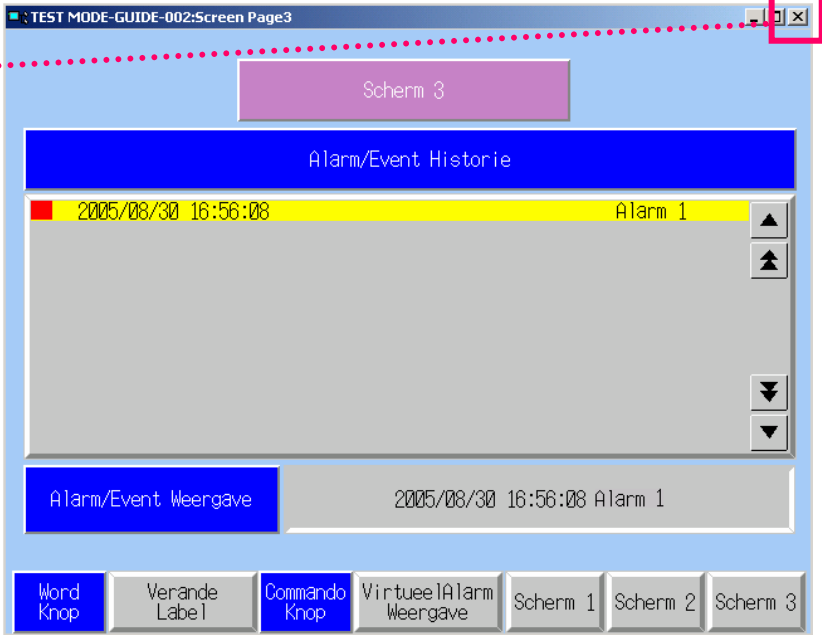 TEST MODE-GUIDE-002:Screen Page3
Scherm 3
Alarm/Event Historie
2005/08/30 16:56:08 Alarm 1
Alarm/Event Weergave
2005/08/30 16:56:08 Alarm 1
Word
Knop
Verande
Label
Commando
Knop
VirtueelAlarm
Weergave
Scherm 1
Scherm 2
Scherm 3